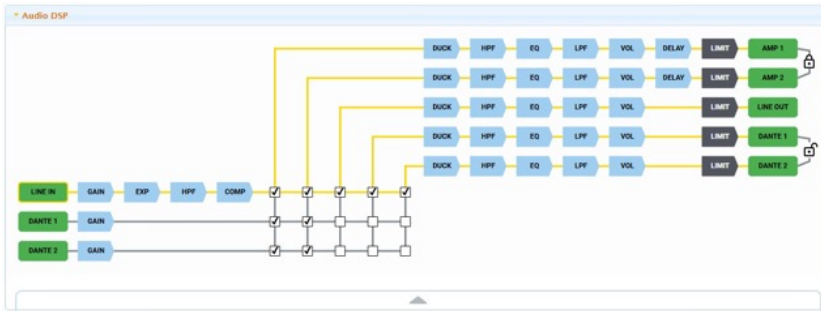 Audio DSP
DUCK HPF EQ LPF VOL DELAY LIMIT AMP 1
DUCK HPF EQ LPF VOL DELAY LIMIT AMP 2
DUCK HPF EQ LPF VOL LIMIT LINE OUT
DUCK HPF EQ LPF VOL LIMIT DANTE 1
DUCK HPF EQ LPF VOL LIMIT DANTE 2
LINE IN GAIN EXP HPF COMP
DANTE 1 GAIN
DANTE 2 GAIN